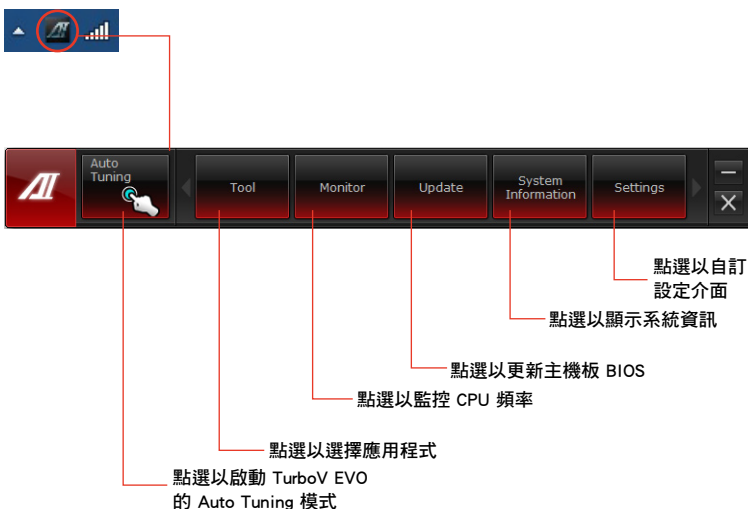 Auto
Tuning
Tool
Monitor
Update
System
Information
Settings
點選以自訂
設定介面
點選以顯示系統資訊
點選以更新主機板 BIOS
點選以監控 CPU 頻率
點選以選擇應用程式
點選以啟動 TurboV EVO
的 Auto Tuning 模式